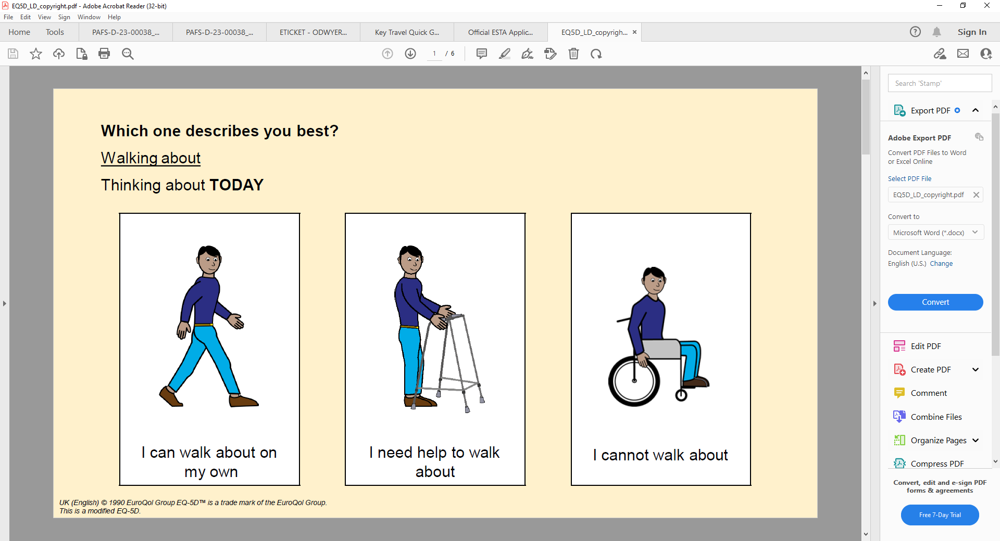 EQ5D_LD_copyright.pdf - Adobe Acrobat Reader (32-bit)
File Edit View Sign Window Help
Home Tools PAFS-D-23-00038_... PAFS-D-23-00038_... ETICKET - ODWYER... Key Travel Quick G... Official ESTA Applic... EQ5D_LD_copyrigh... × Sign In
1 / 6
Which one describes you best?
Walking about
Thinking about TODAY
I can walk about on
my own
I need help to walk
about
I cannot walk about
UK (English) © 1990 EuroQol Group EQ-5D™ is a trade mark of the EuroQol Group.
This is a modified EQ-5D.
Search 'Stamp'
Export PDF
Adobe Export PDF
Convert PDF Files to Word
or Excel Online
Select PDF File
EQ5D_LD_copyright.pdf
Convert to
Microsoft Word (*.docx)
Document Language:
English (U.S.) Change
Convert
Edit PDF
Create PDF
Comment
Combine Files
Organize Pages
Compress PDF
Convert, edit and e-sign PDF
forms & agreements
Free 7-Day Trial